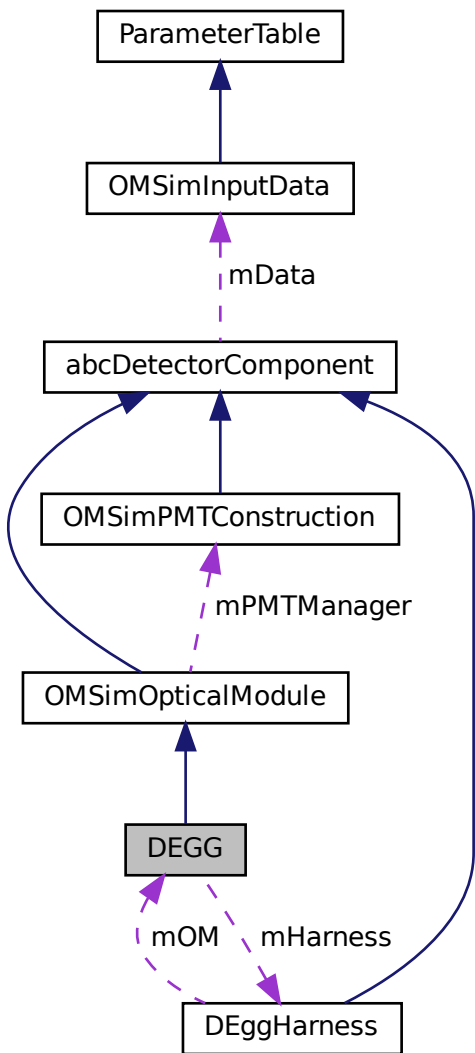 ParameterTable
OMSimInputData
mData
abcDetectorComponent
OMSimPMTConstruction
mPMTManager
OMSimOpticalModule
DEGG
mOM
mHarness
DEggHarness